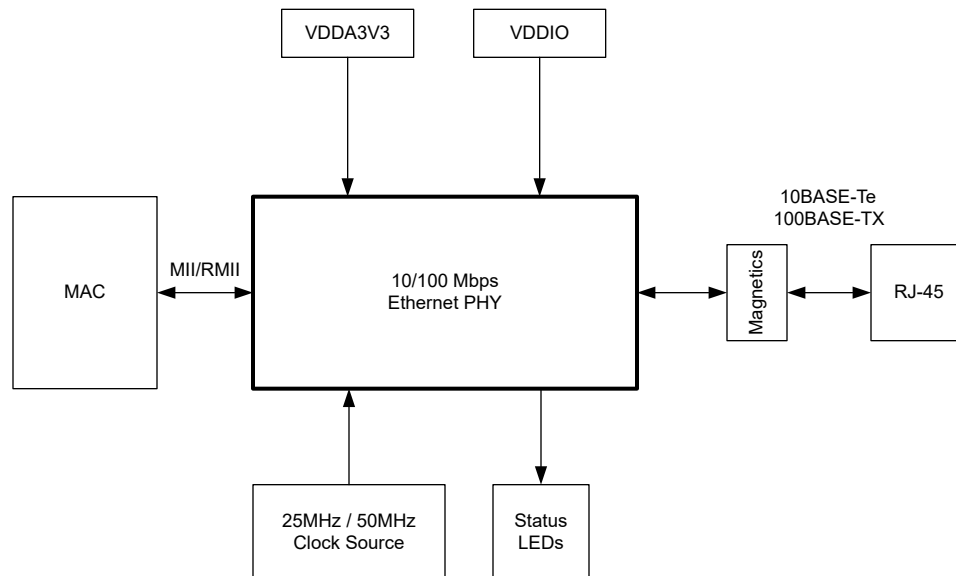 VDDA3V3
VDDIO
10BASE-Te
100BASE-TX
MAC
MII/RMII
10/100 Mbps
Ethernet PHY
Magnetics
RJ-45
25MHz / 50MHz
Clock Source
Status
LEDs